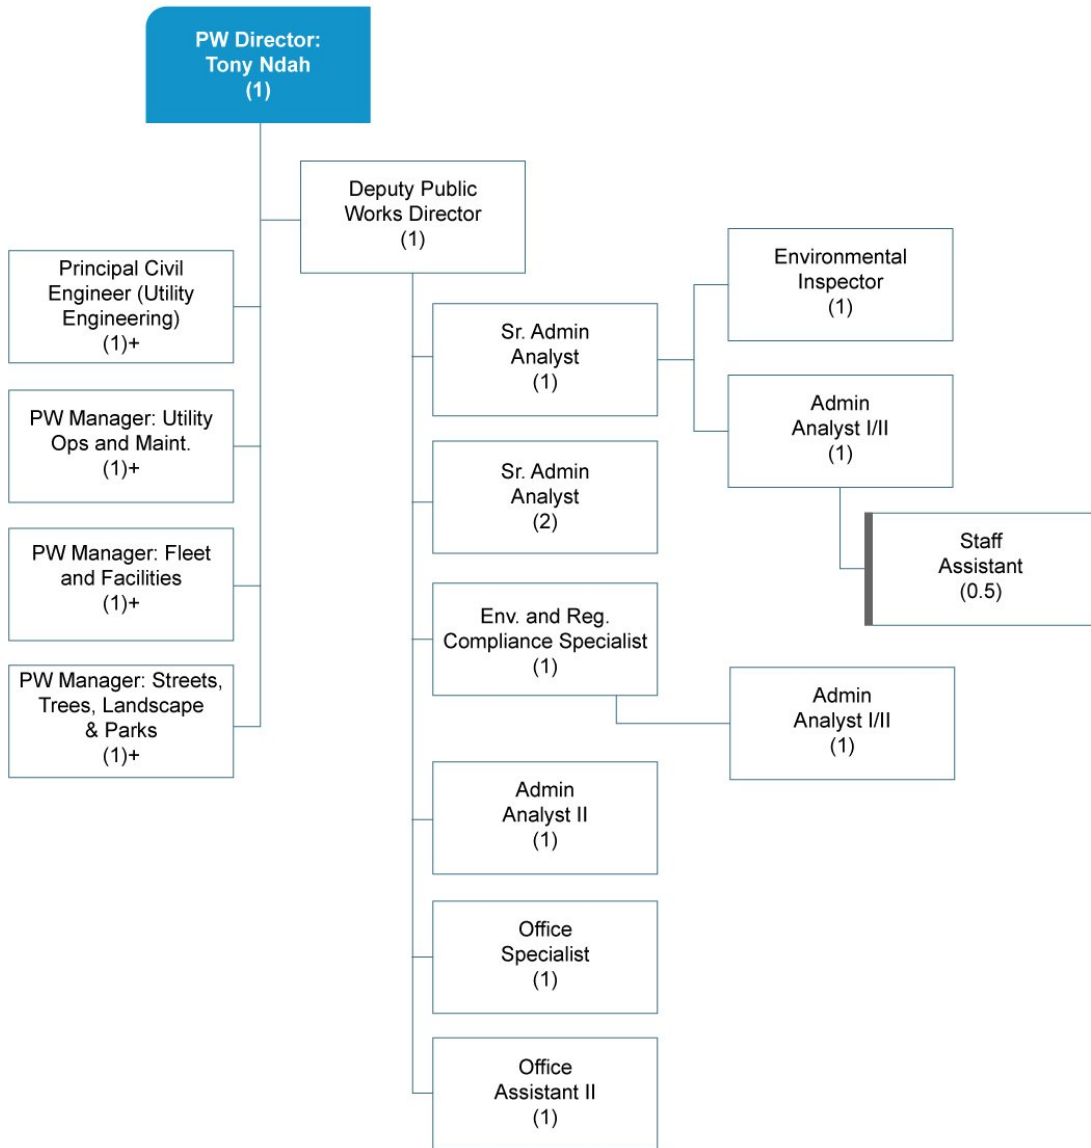 PW Director:
Tony Ndah
(1)
Deputy Public
Works Director
(1)
Principal Civil
Engineer (Utility
Engineering)
(1)+
PW Manager: Utility
Ops and Maint.
(1)+
PW Manager: Fleet
and Facilities
(1)+
PW Manager: Streets,
Trees, Landscape
& Parks
(1)+
Sr. Admin
Analyst
(1)
Environmental
Inspector
(1)
Admin
Analyst I/II
(1)
Staff
Assistant
(0.5)
Sr. Admin
Analyst
(2)
Env. and Reg.
Compliance Specialist
(1)
Admin
Analyst I/II
(1)
Admin
Analyst II
(1)
Office
Specialist
(1)
Office
Assistant II
(1)